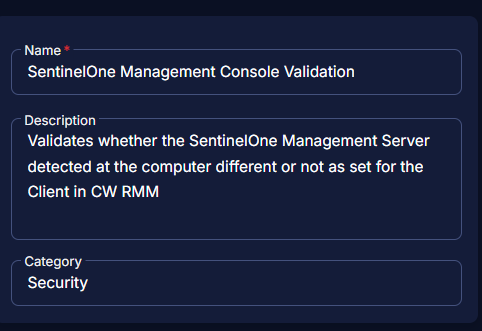 Name *
SentinelOne Management Console Validation
Description
Validates whether the SentinelOne Management Server
detected at the computer different or not as set for the
Client in CW RMM
Category
Security